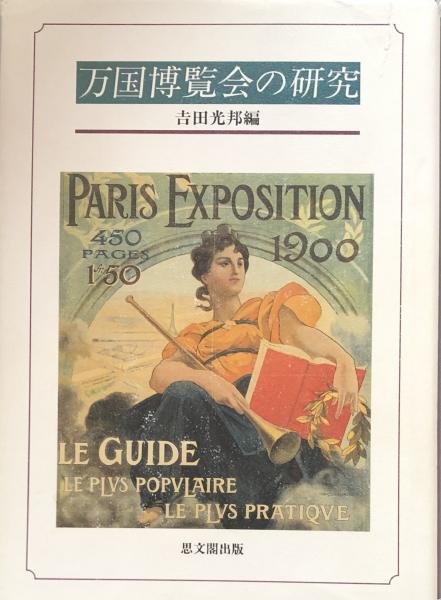 万国博覧会の研究
吉田光邦編
PARIS EXPOSITION
450
PAGES
1fr50
1900
LE GUIDE
LE PLVS POPVLAIRE
LE PLVS PRATIQVE
思文閣出版